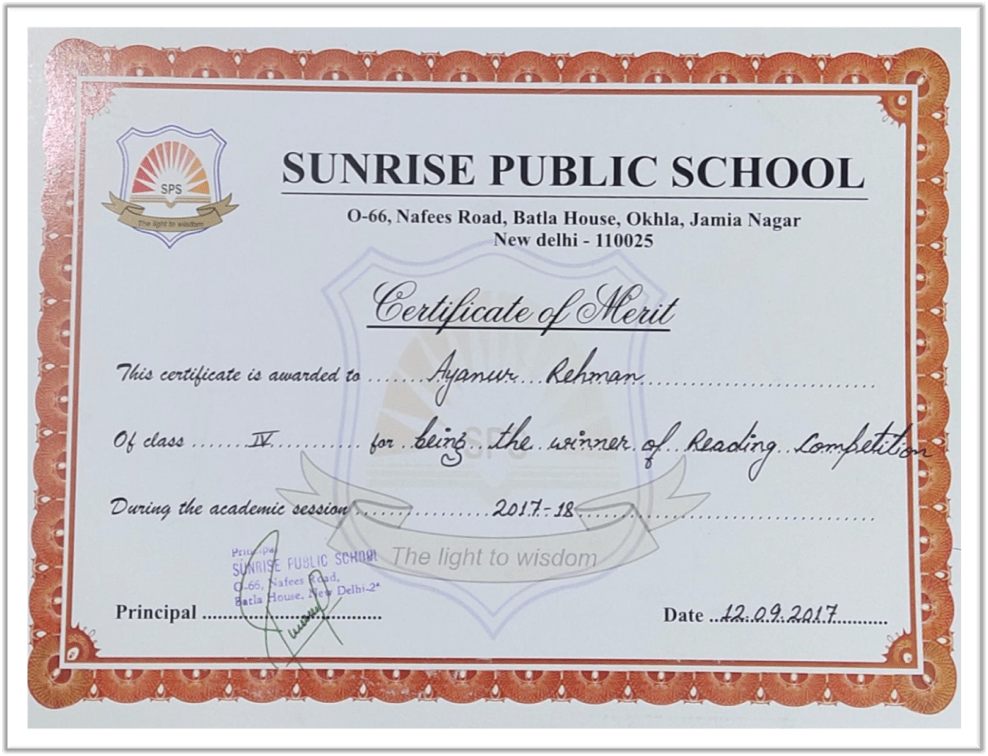 SPS
The light to wisdom
SUNRISE PUBLIC SCHOOL
O-66, Nafees Road, Batla House, Okhla, Jamia Nagar
New delhi - 110025
Certificate of Merit
This certificate is awarded to ...... Ayanur Rehman ......
Of class ...... IV ...... for being the winner of Reading Competition
During the academic session ...... 2017-18 ......
SPS
The light to wisdom
Principal
SUNRISE PUBLIC SCHOOL
O-66, Nafees Road,
Batla House, New Delhi-2
Principal ......
Date ... 12.09.2017 ......